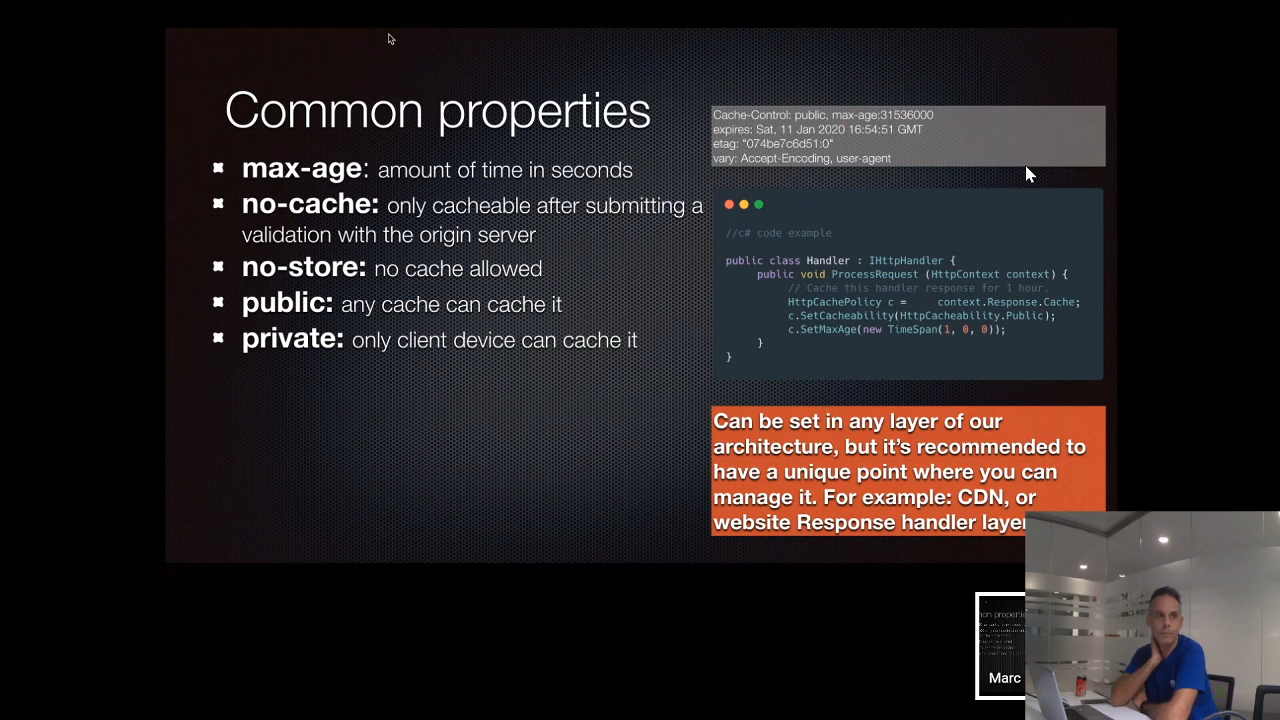 Common properties
max-age: amount of time in seconds
no-cache: only cacheable after submitting a
validation with the origin server
no-store: no cache allowed
public: any cache can cache it
private: only client device can cache it
Cache-Control: public, max-age:31536000
expires: Sat, 11 Jan 2020 16:54:51 GMT
etag: "074be7c6d51:0"
vary: Accept-Encoding, user-agent
//c# code example
public class Handler : IHttpHandler {
public void ProcessRequest (HttpContext context) {
// Cache this handler response for 1 hour.
HttpCachePolicy c = context.Response.Cache;
c.SetCacheability(HttpCacheability.Public);
c.SetMaxAge(new TimeSpan(1, 0, 0));
}
}
Can be set in any layer of our
architecture, but it’s recommended to
have a unique point where you can
manage it. For example: CDN, or
website Response handler layer
Marc